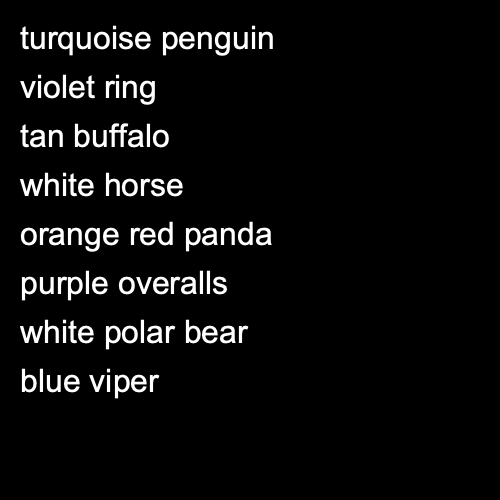 turquoise penguin
violet ring
tan buffalo
white horse
orange red panda
purple overalls
white polar bear
blue viper